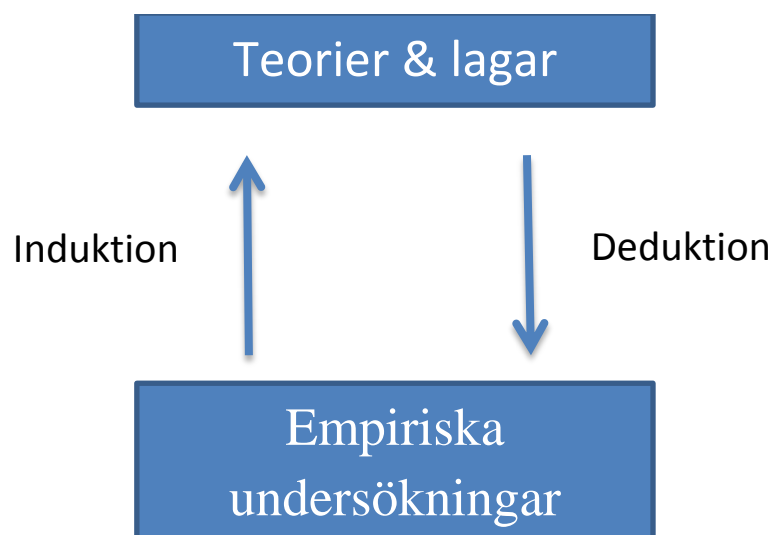 Teorier & lagar
Induktion
Deduktion
Empiriska
undersökningar